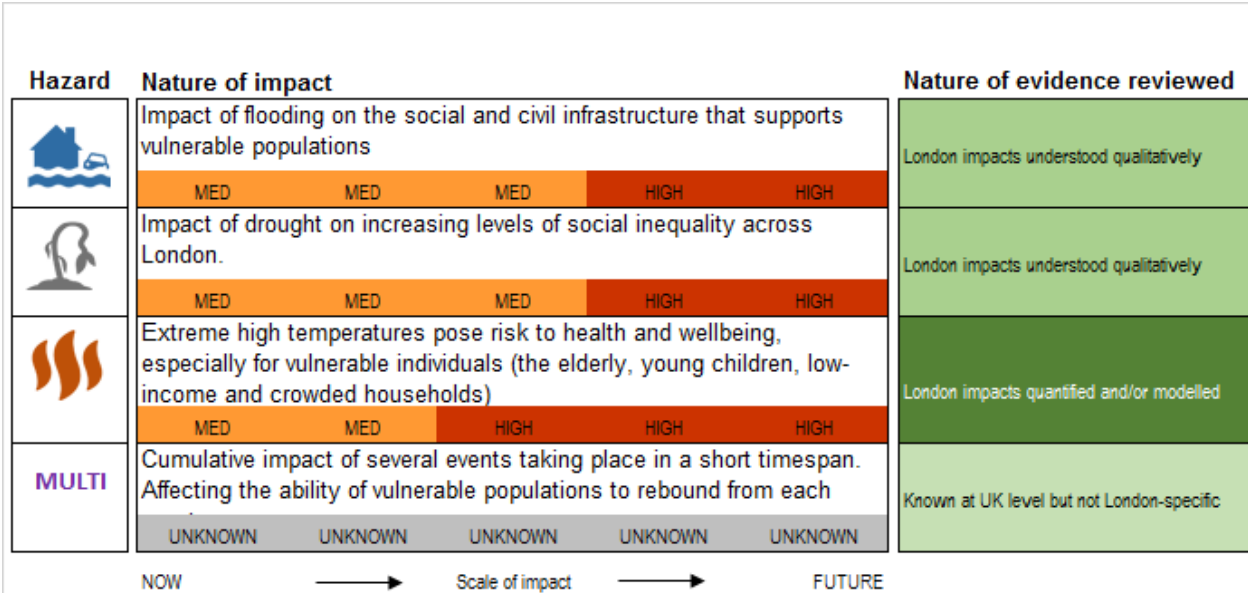 Hazard Nature of impact Nature of evidence reviewed
Impact of flooding on the social and civil infrastructure that supports
vulnerable populations
London impacts understood qualitatively
MED MED MED HIGH HIGH
Impact of drought on increasing levels of social inequality across
London.
London impacts understood qualitatively
MED MED MED HIGH HIGH
Extreme high temperatures pose risk to health and wellbeing,
especially for vulnerable individuals (the elderly, young children, low-
income and crowded households)
London impacts quantified and/or modelled
MED MED HIGH HIGH HIGH
MULTI
Cumulative impact of several events taking place in a short timespan.
Affecting the ability of vulnerable populations to rebound from each
Known at UK level but not London-specific
UNKNOWN UNKNOWN UNKNOWN UNKNOWN UNKNOWN
NOW Scale of impact FUTURE